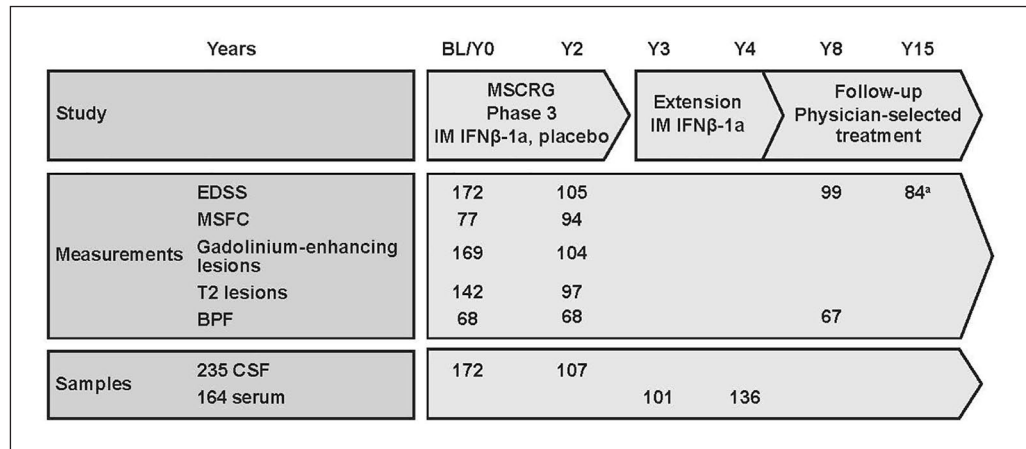 Years BL/Y0 Y2 Y3 Y4 Y8 Y15
Study
MSCRG
Phase 3
IM IFNβ-1a, placebo
Extension
IM IFNβ-1a
Follow-up
Physician-selected
treatment
Measurements
EDSS 172 105 99 84ᵃ
MSFC 77 94
Gadolinium-enhancing
lesions 169 104
T2 lesions 142 97
BPF 68 68 67
Samples
235 CSF 172 107
164 serum 101 136